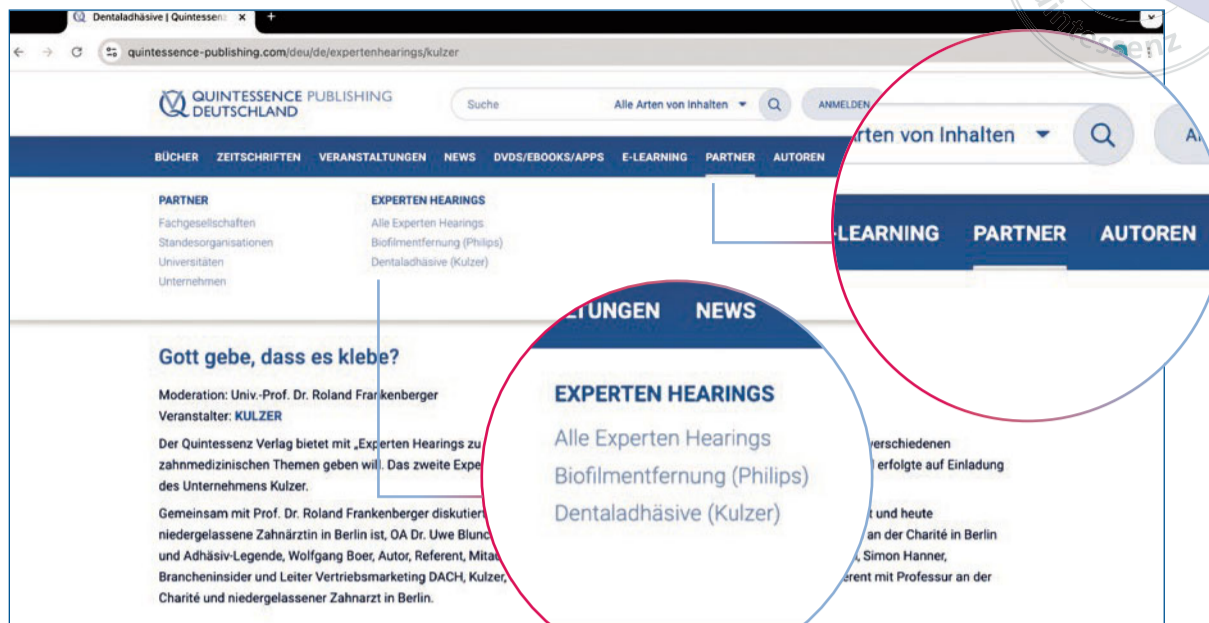 Dentaladhäsive | Quintessenz
quintessence-publishing.com/deu/de/expertenhearings/kulzer
Quintessenz
QUINTESSENCE PUBLISHING
DEUTSCHLAND
Suche
Alle Arten von Inhalten
ANMELDEN
BÜCHER ZEITSCHRIFTEN VERANSTALTUNGEN NEWS DVDS/EBOOKS/APPS E-LEARNING PARTNER AUTOREN
Arten von Inhalten
-LEARNING PARTNER AUTOREN
PARTNER
Fachgesellschaften
Standesorganisationen
Universitäten
Unternehmen
EXPERTEN HEARINGS
Alle Experten Hearings
Biofilmentfernung (Philips)
Dentaladhäsive (Kulzer)
NEWS
EXPERTEN HEARINGS
Alle Experten Hearings
Biofilmentfernung (Philips)
Dentaladhäsive (Kulzer)
Gott gebe, dass es klebe?
Moderation: Univ.-Prof. Dr. Roland Frankenberger
Veranstalter: KULZER
Der Quintessenz Verlag bietet mit „Experten Hearings zu verschiedenen
zahnmedizinischen Themen geben will. Das zweite Expe erfolgte auf Einladung
des Unternehmens Kulzer.
Gemeinsam mit Prof. Dr. Roland Frankenberger diskutiert und heute
niedergelassene Zahnärztin in Berlin ist, OA Dr. Uwe Blunc an der Charité in Berlin
und Adhäsiv-Legende, Wolfgang Boer, Autor, Referent, Mita Simon Hanner,
Brancheninsider und Leiter Vertriebsmarketing DACH, Kulzer, erent mit Professur an der
Charité und niedergelassener Zahnarzt in Berlin.